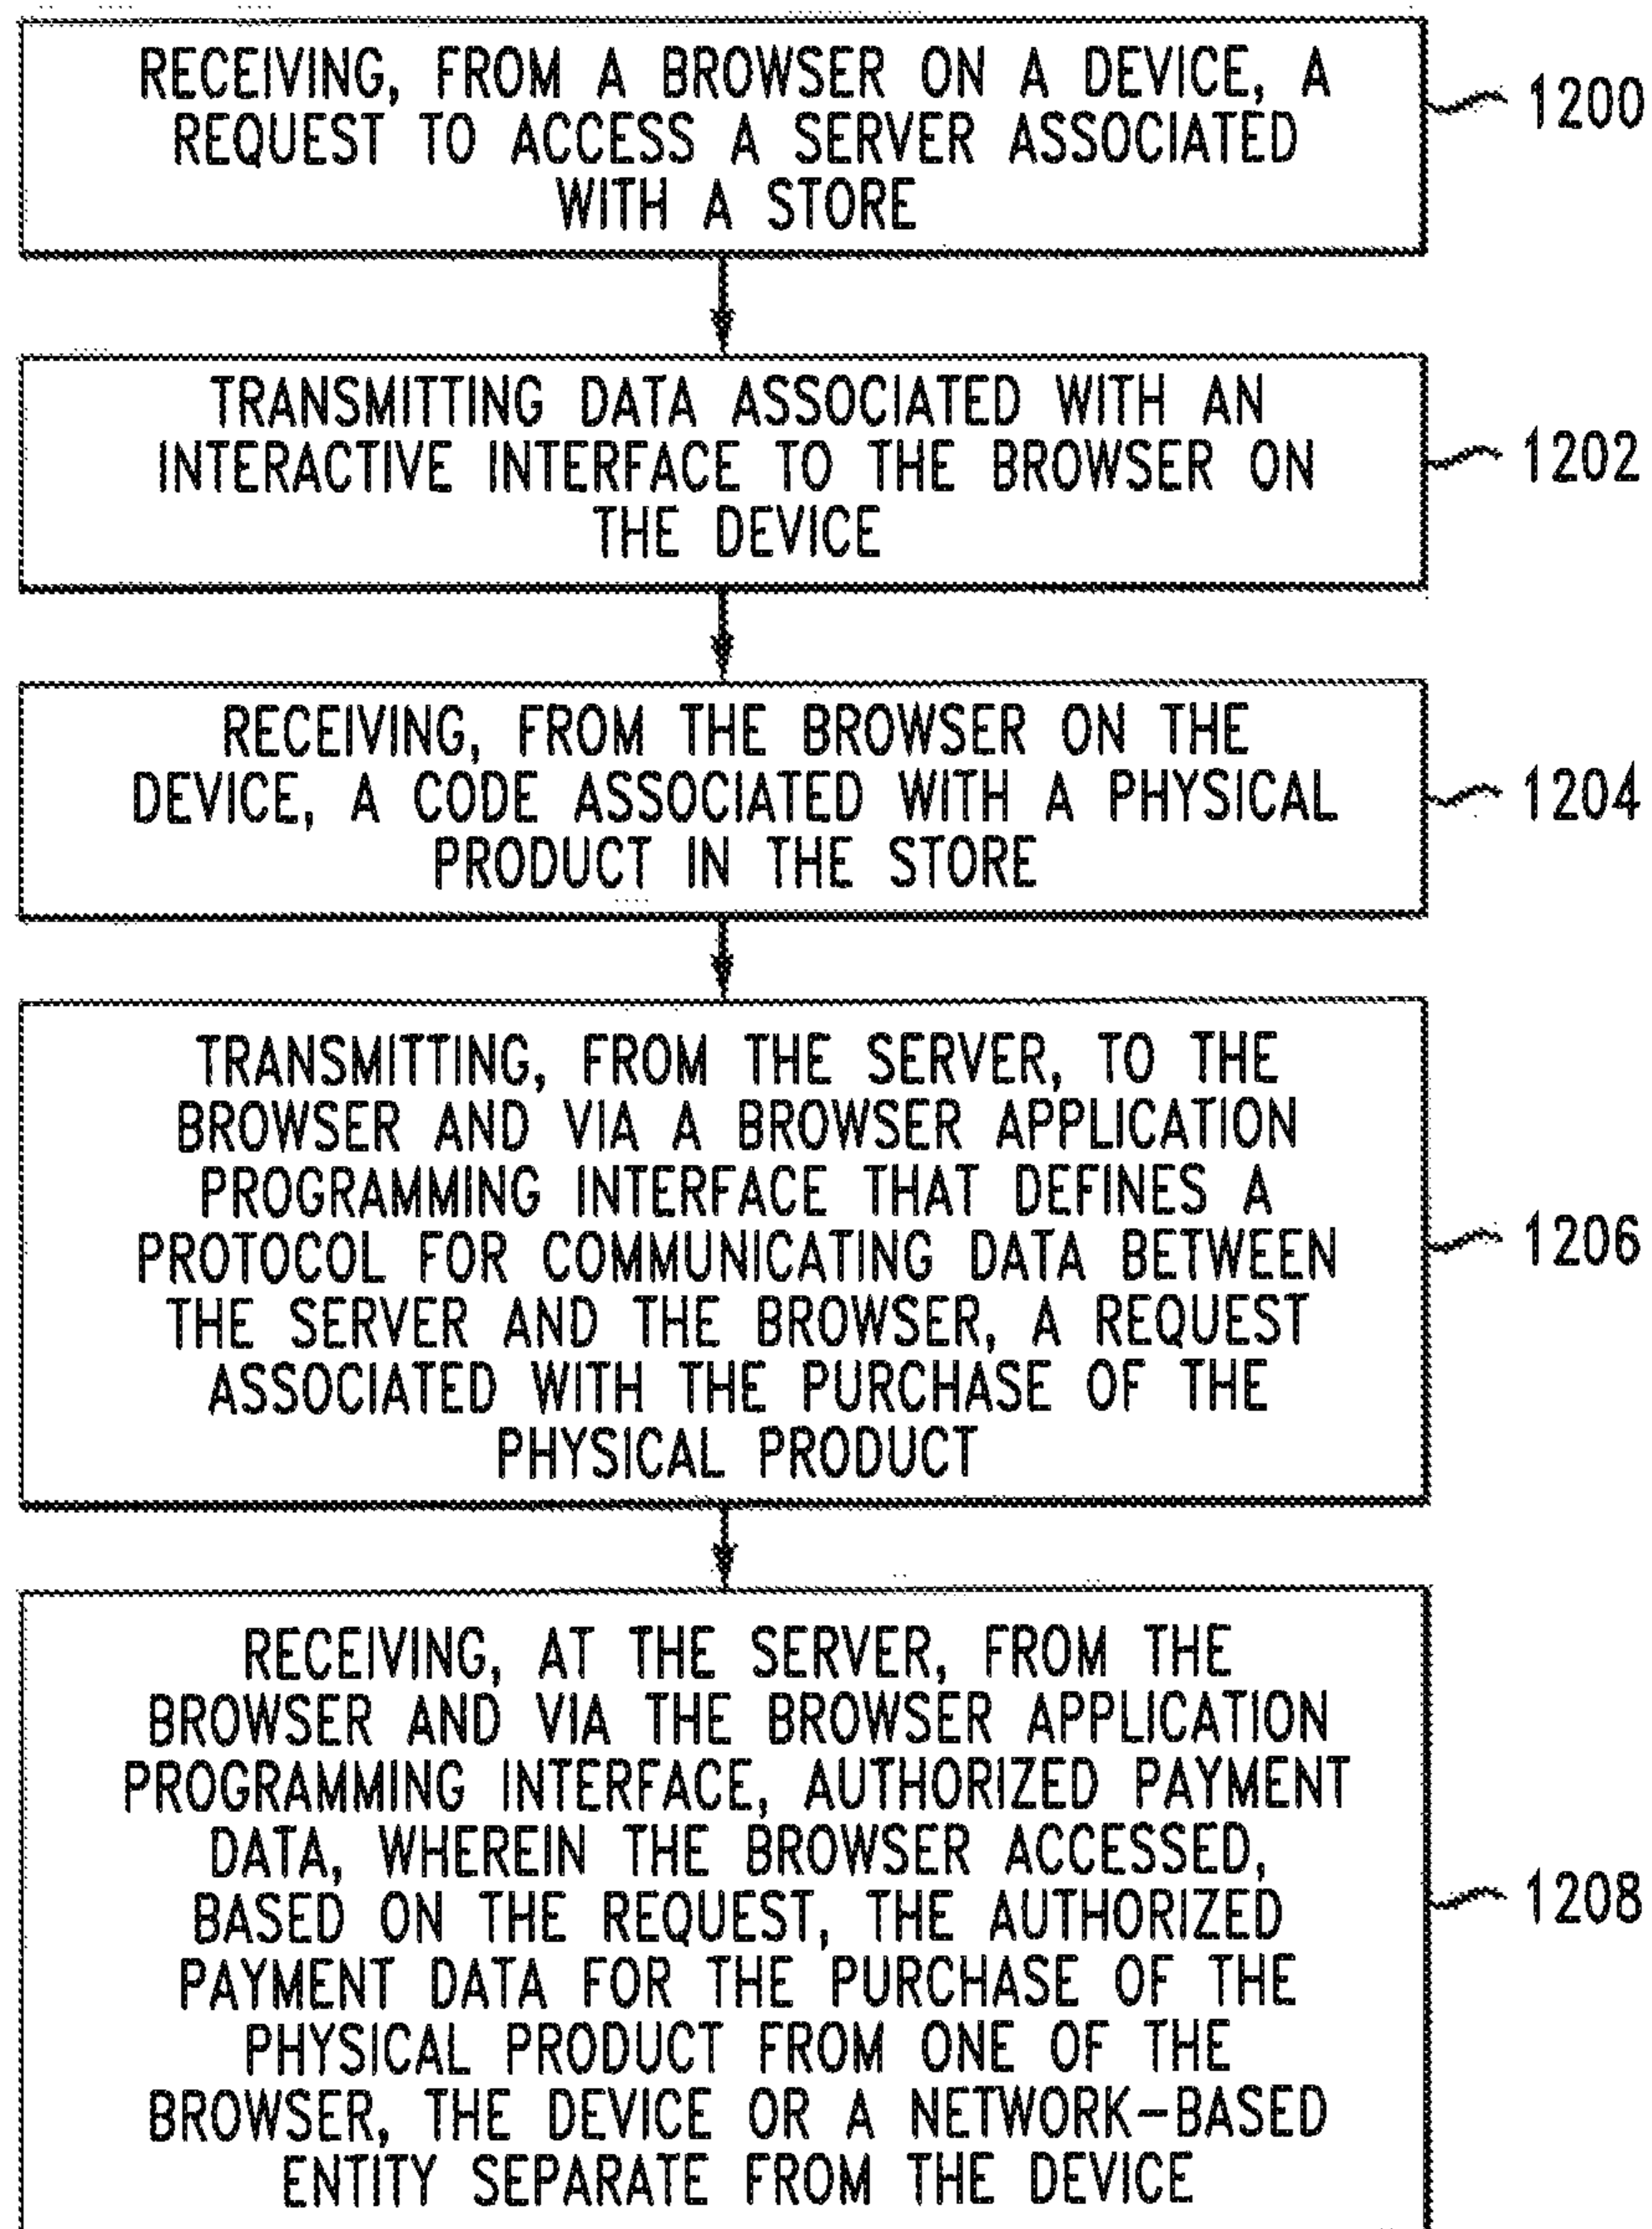 RECEIVING, FROM A BROWSER ON A DEVICE, A
REQUEST TO ACCESS A SERVER ASSOCIATED
WITH A STORE
1200
TRANSMITTING DATA ASSOCIATED WITH AN
INTERACTIVE INTERFACE TO THE BROWSER ON
THE DEVICE
1202
RECEIVING, FROM THE BROWSER ON THE
DEVICE, A CODE ASSOCIATED WITH A PHYSICAL
PRODUCT IN THE STORE
1204
TRANSMITTING, FROM THE SERVER, TO THE
BROWSER AND VIA A BROWSER APPLICATION
PROGRAMMING INTERFACE THAT DEFINES A
PROTOCOL FOR COMMUNICATING DATA BETWEEN
THE SERVER AND THE BROWSER, A REQUEST
ASSOCIATED WITH THE PURCHASE OF THE
PHYSICAL PRODUCT
1206
RECEIVING, AT THE SERVER, FROM THE
BROWSER AND VIA THE BROWSER APPLICATION
PROGRAMMING INTERFACE, AUTHORIZED PAYMENT
DATA, WHEREIN THE BROWSER ACCESSED,
BASED ON THE REQUEST, THE AUTHORIZED
PAYMENT DATA FOR THE PURCHASE OF THE
PHYSICAL PRODUCT FROM ONE OF THE
BROWSER, THE DEVICE OR A NETWORK-BASED
ENTITY SEPARATE FROM THE DEVICE
1208